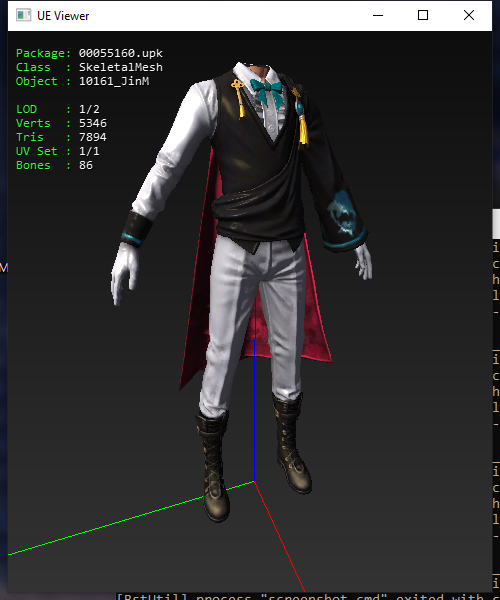 UE Viewer
Package: 00055160.upk
Class : SkeletalMesh
Object : 10161_JinM
LOD : 1/2
Verts : 5346
Tris : 7894
UV Set : 1/1
Bones : 86
M
i
c
h
l
-
i
c
h
l
-
i
c
h
[BstUtil] process "screenshot.cmd" exited with c